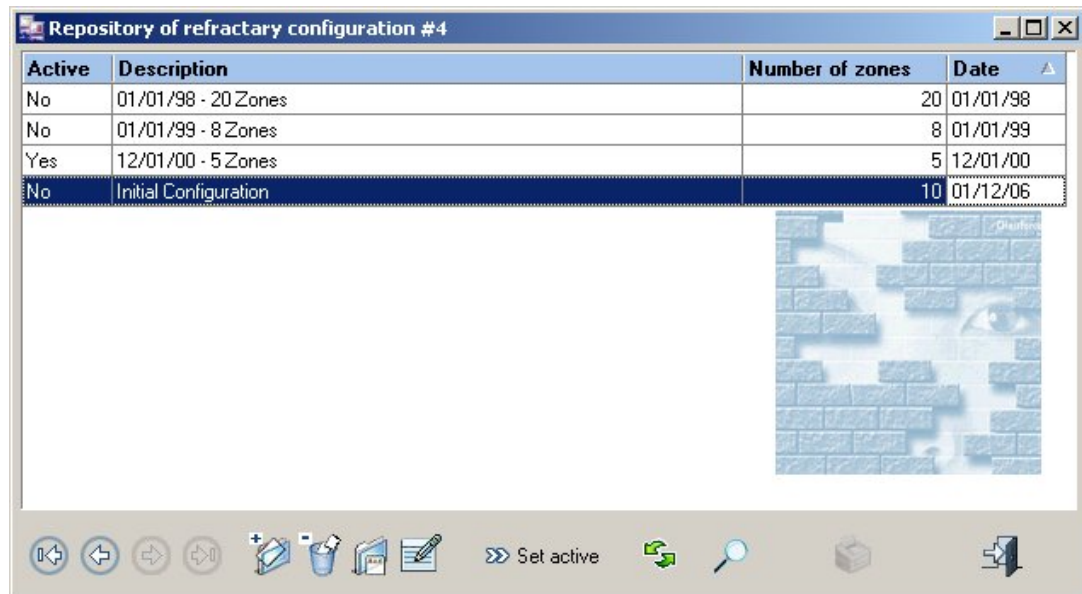 Repository of refractary configuration #4
Active Description Number of zones Date
No 01/01/98 - 20 Zones 20 01/01/98
No 01/01/99 - 8 Zones 8 01/01/99
Yes 12/01/00 - 5 Zones 5 12/01/00
No Initial Configuration 10 01/12/06
Set active